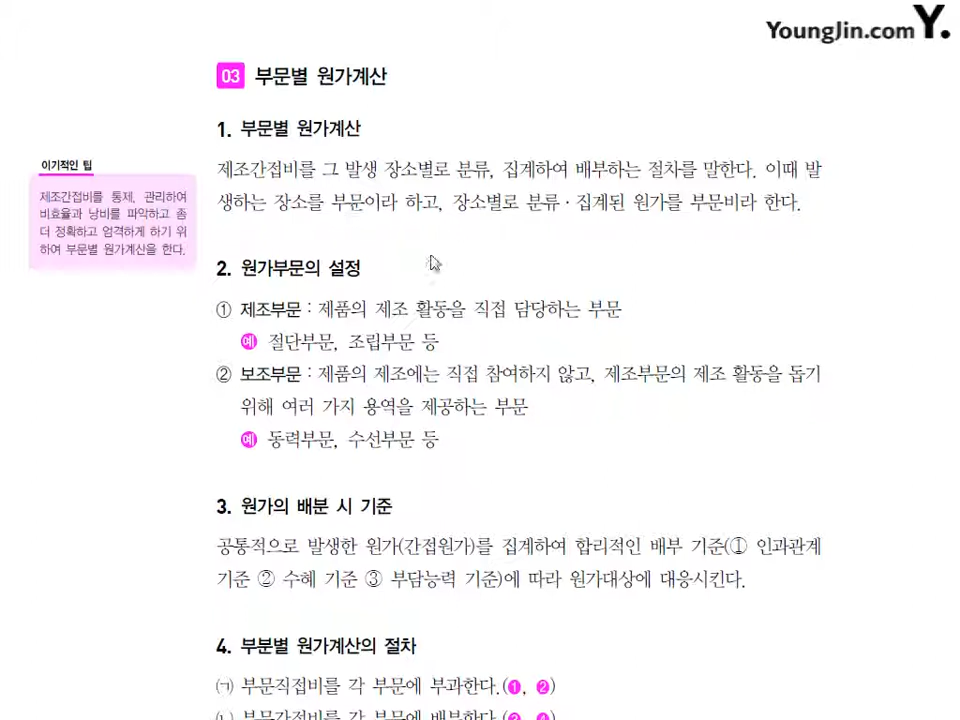 YoungJin.com Y.
03 부문별 원가계산
1. 부문별 원가계산
이기적인 팁
제조간접비를 통제, 관리하여
비효율과 낭비를 파악하고 좀
더 정확하고 엄격하게 하기 위
하여 부문별 원가계산을 한다.
제조간접비를 그 발생 장소별로 분류, 집계하여 배부하는 절차를 말한다. 이때 발
생하는 장소를 부문이라 하고, 장소별로 분류·집계된 원가를 부문비라 한다.
2. 원가부문의 설정
① 제조부문 : 제품의 제조 활동을 직접 담당하는 부문
예 절단부문, 조립부문 등
② 보조부문 : 제품의 제조에는 직접 참여하지 않고, 제조부문의 제조 활동을 돕기
위해 여러 가지 용역을 제공하는 부문
예 동력부문, 수선부문 등
3. 원가의 배분 시 기준
공통적으로 발생한 원가(간접원가)를 집계하여 합리적인 배부 기준(① 인과관계
기준 ② 수혜 기준 ③ 부담능력 기준)에 따라 원가대상에 대응시킨다.
4. 부분별 원가계산의 절차
㈀ 부문직접비를 각 부문에 부과한다.(❶, ❷)
㈁ 부문간접비를 각 부문에 배부한다.(❸, ❹)